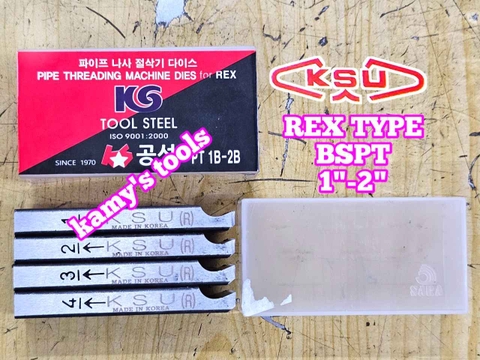 파이프 나사 절삭기 다이스
PIPE THREADING MACHINE DIES for REX
KG
TOOL STEEL
ISO 9001:2000
SINCE 1970
공성
PT 1B-2B
kamy's tools
KSU
REX TYPE
BSPT
1"-2"
1 KSU (R)
MADE IN KOREA
2 ← KSU (R)
MADE IN KOREA
3 ← KSU (R)
MADE IN KOREA
4 ← KSU (R)
MADE IN KOREA